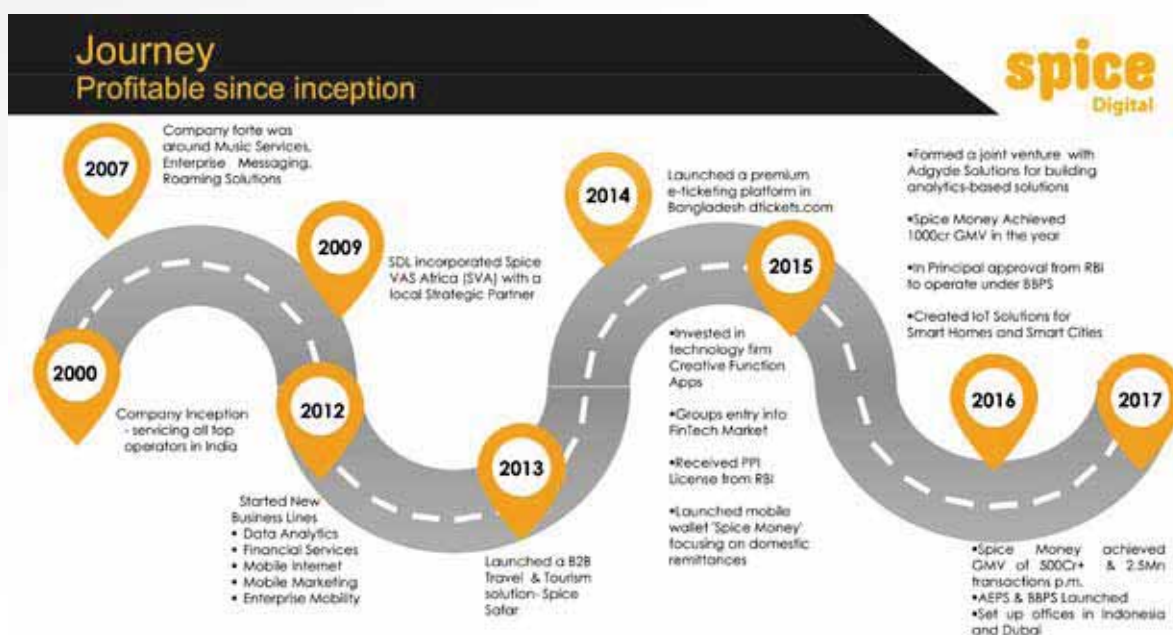 Journey
Profitable since inception
spice
Digital
2007
Company forte was
around Music Services,
Enterprise Messaging,
Roaming Solutions
2000
Company Inception
- servicing all top
operators in India
2009
SDL incorporated Spice
VAS Africa (SVA) with a
local Strategic Partner
2012
Started New
Business Lines
• Data Analytics
• Financial Services
• Mobile Internet
• Mobile Marketing
• Enterprise Mobility
2013
Launched a B2B
Travel & Tourism
solution- Spice
Safar
2014
Launched a premium
e-ticketing platform in
Bangladesh dtickets.com
2015
•Invested in
technology firm
Creative Function
Apps
•Groups entry into
FinTech Market
•Received PPI
License from RBI
•Launched mobile
wallet 'Spice Money'
focusing on domestic
remittances
•Formed a joint venture with
Adgyde Solutions for building
analytics-based solutions
•Spice Money Achieved
1000cr GMV in the year
•In Principal approval from RBI
to operate under BBPS
•Created IoT Solutions for
Smart Homes and Smart Cities
2016
2017
•Spice Money achieved
GMV of 500Cr+ & 2.5Mn
transactions p.m.
•AEPS & BBPS Launched
•Set up offices in Indonesia
and Dubai